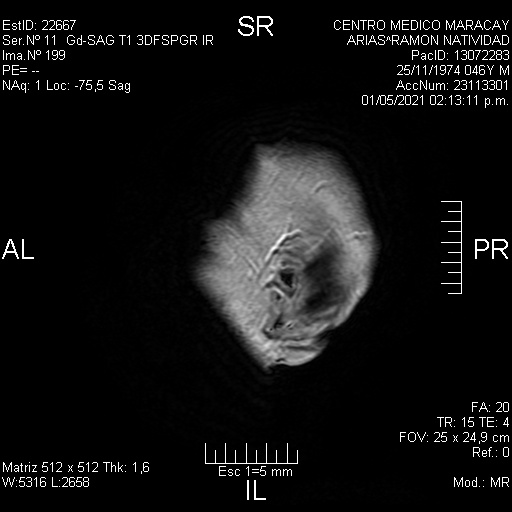 EstID: 22667
Ser.Nº 11 Gd-SAG T1 3DFSPGR IR
Ima.Nº 199
PE= --
NAq: 1 Loc: -75,5 Sag
SR
CENTRO MEDICO MARACAY
ARIAS^RAMON NATIVIDAD
PacID: 13072283
25/11/1974 046Y M
AccNum: 23113301
01/05/2021 02:13:11 p.m.
AL
PR
FA: 20
TR: 15 TE: 4
FOV: 25 x 24,9 cm
Ref.: 0
Mod.: MR
Matriz 512 x 512 Thk: 1,6
W:5316 L:2658
Esc 1=5 mm
IL